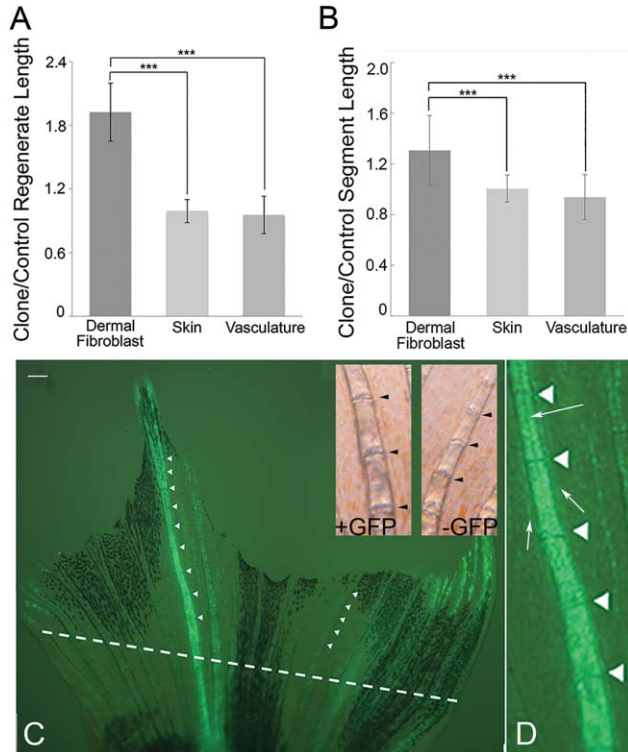 A
Clone/Control Regenerate Length
2.4
1.8
1.2
0.6
0
***
***
Dermal
Fibroblast
Skin
Vasculature
B
Clone/Control Segment Length
2.0
1.6
1.2
0.8
0.4
0
***
***
Dermal
Fibroblast
Skin
Vasculature
+GFP
-GFP
C
D